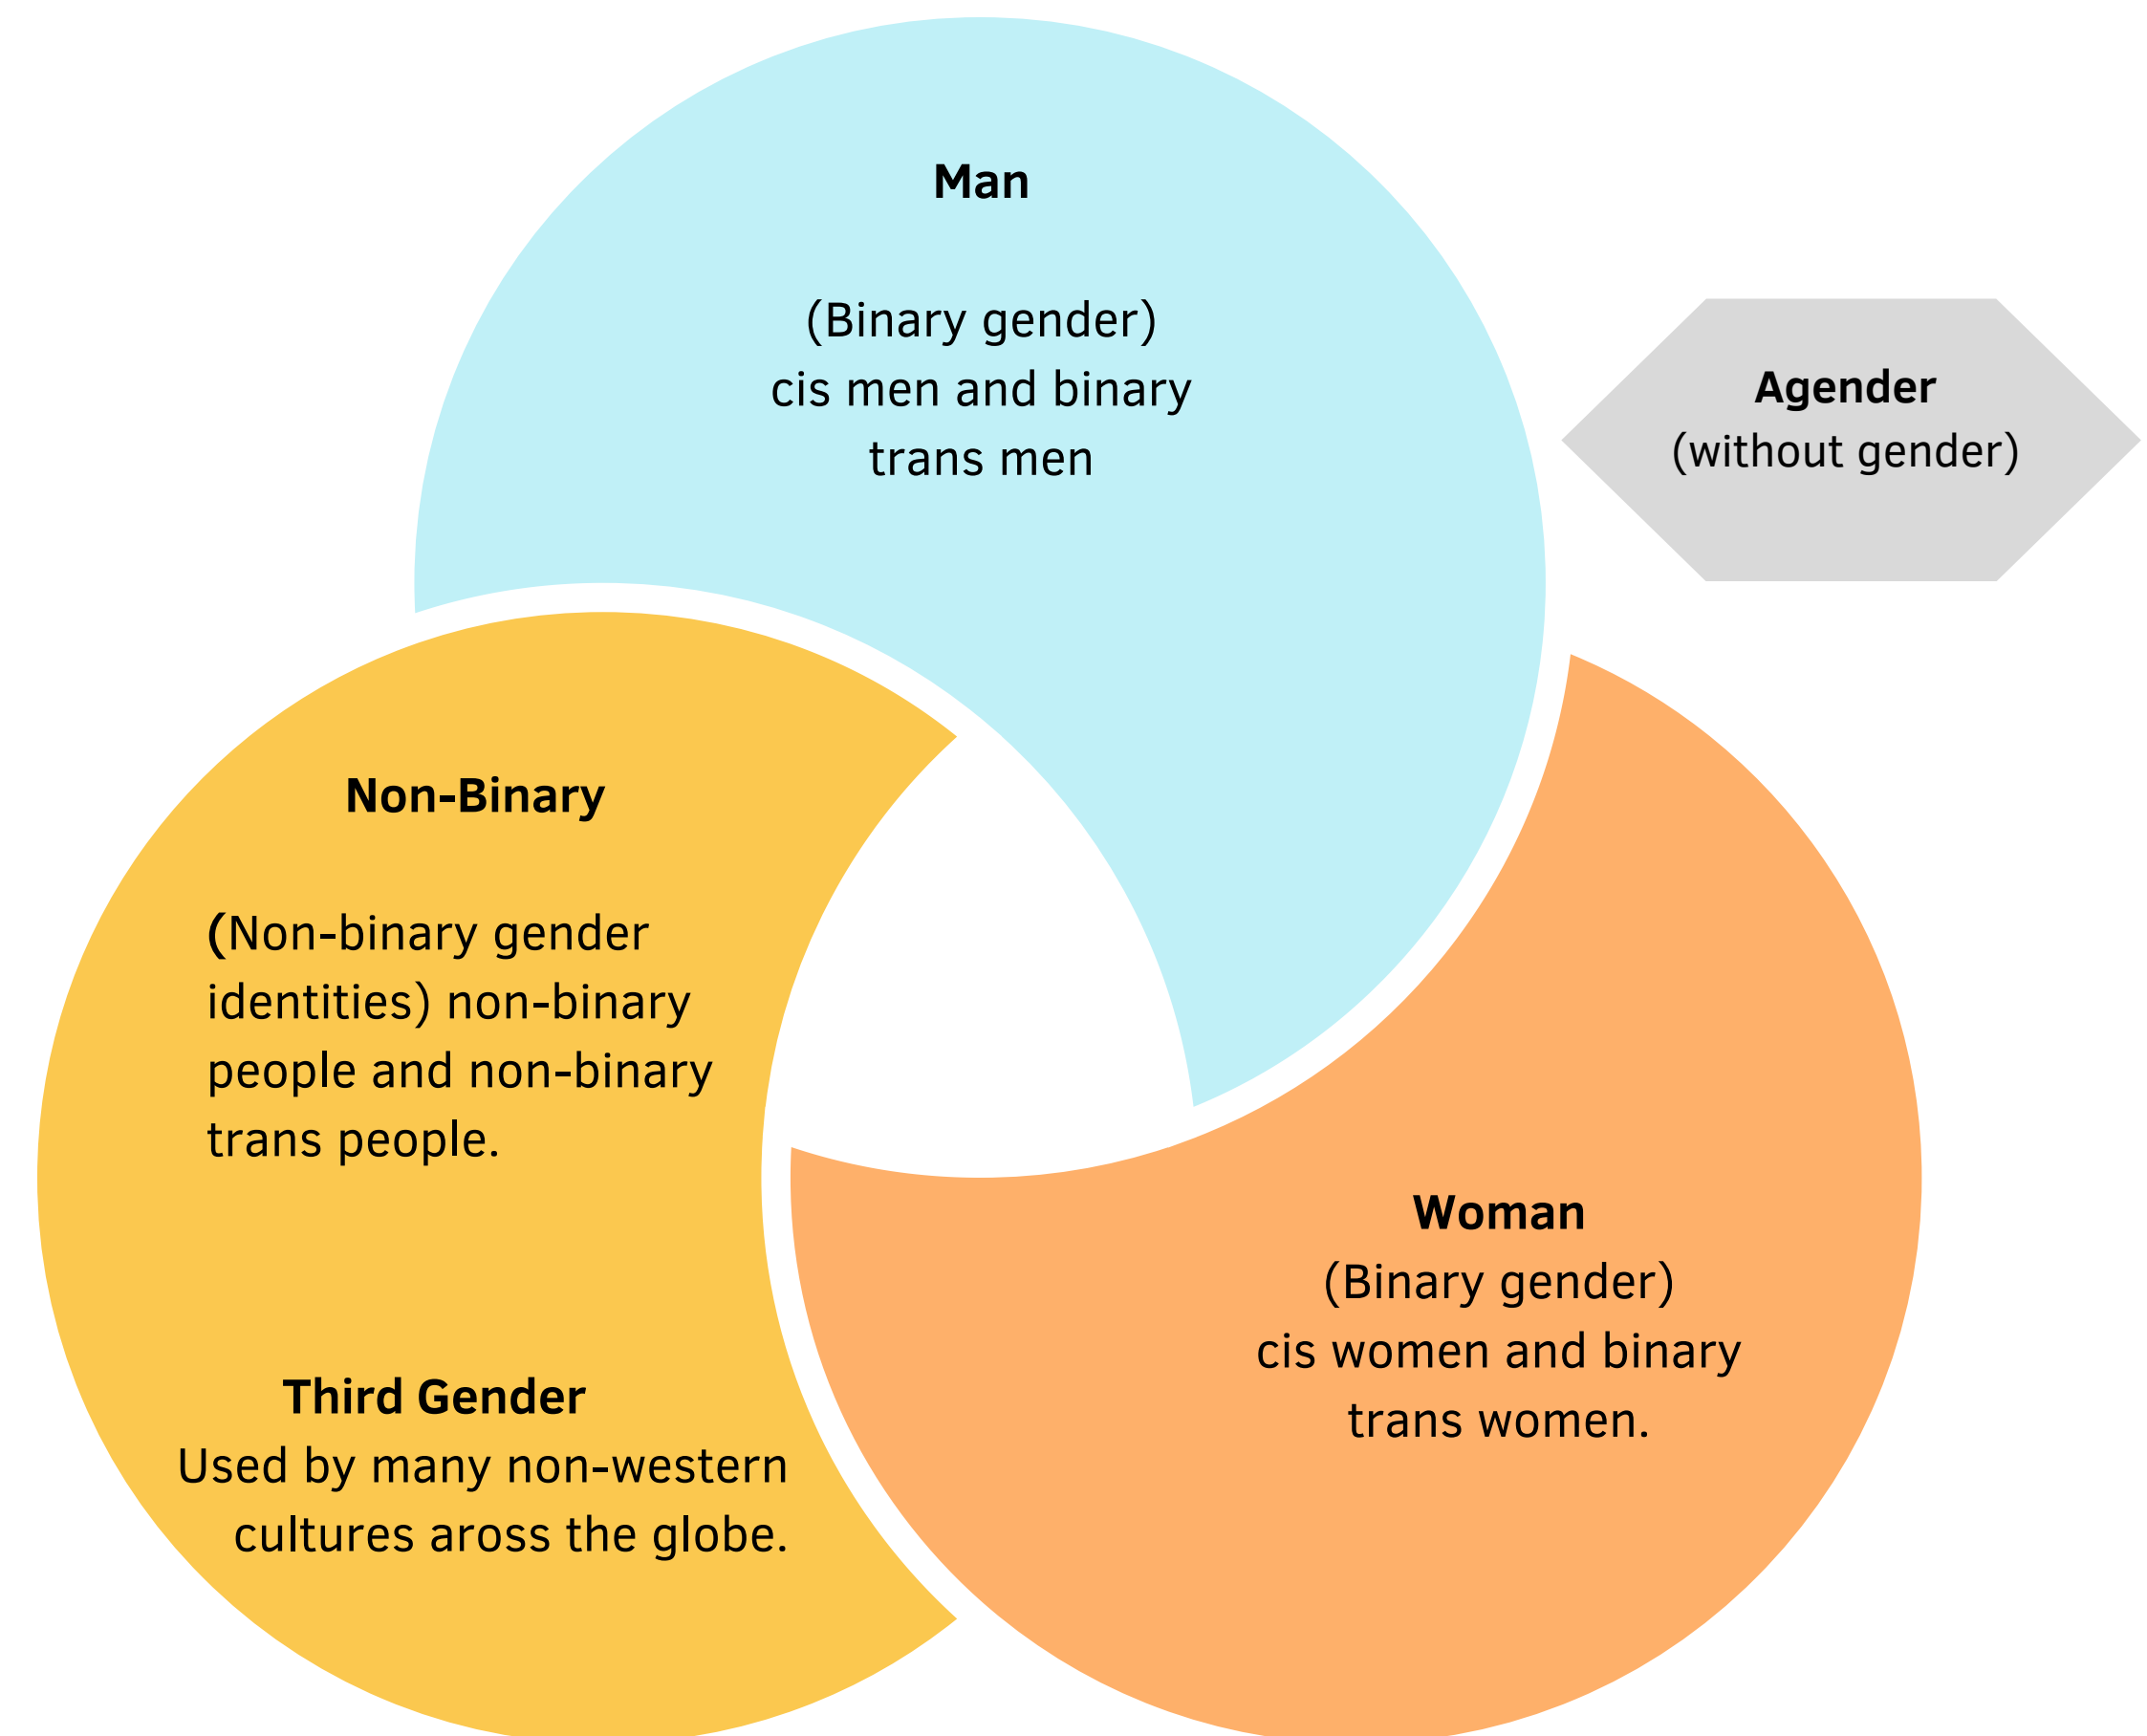 Man
(Binary gender)
cis men and binary
trans men
Agender
(without gender)
Non-Binary
(Non-binary gender
identities) non-binary
people and non-binary
trans people.
Third Gender
Used by many non-western
cultures aross the globe.
Woman
(Binary gender)
cis women and binary
trans women.